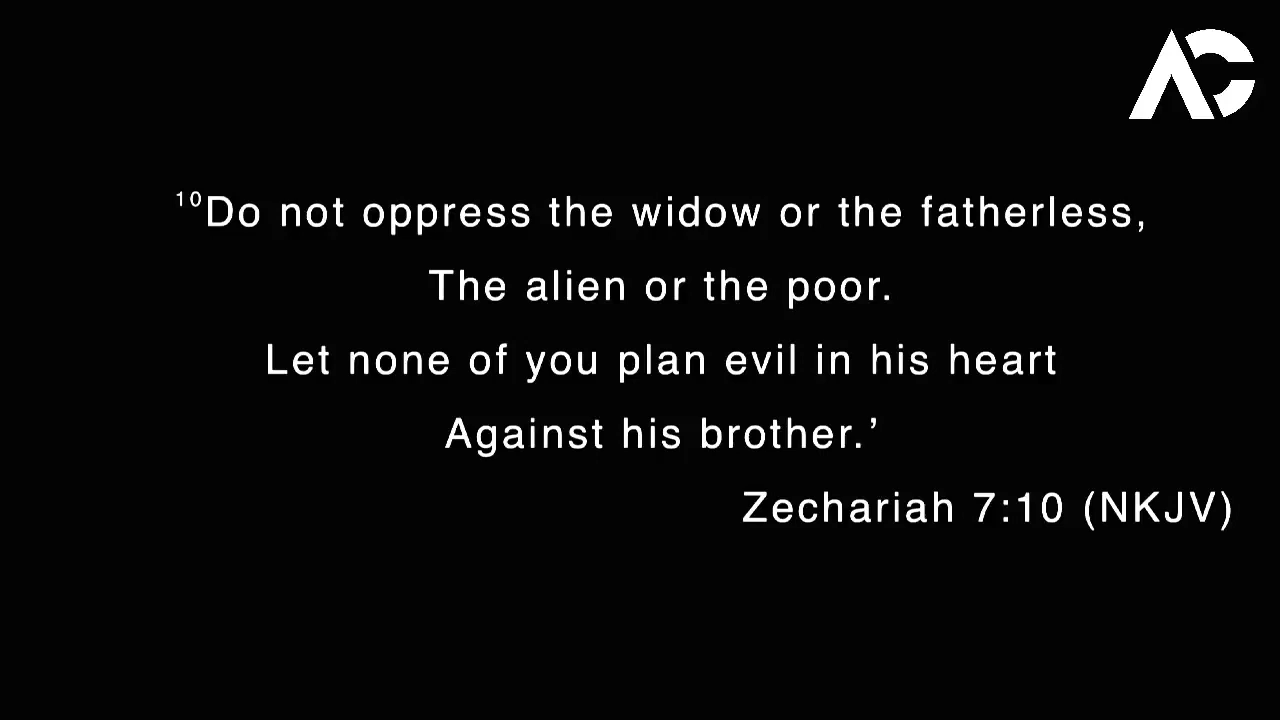 AC
¹⁰Do not oppress the widow or the fatherless,
The alien or the poor.
Let none of you plan evil in his heart
Against his brother.’
Zechariah 7:10 (NKJV)